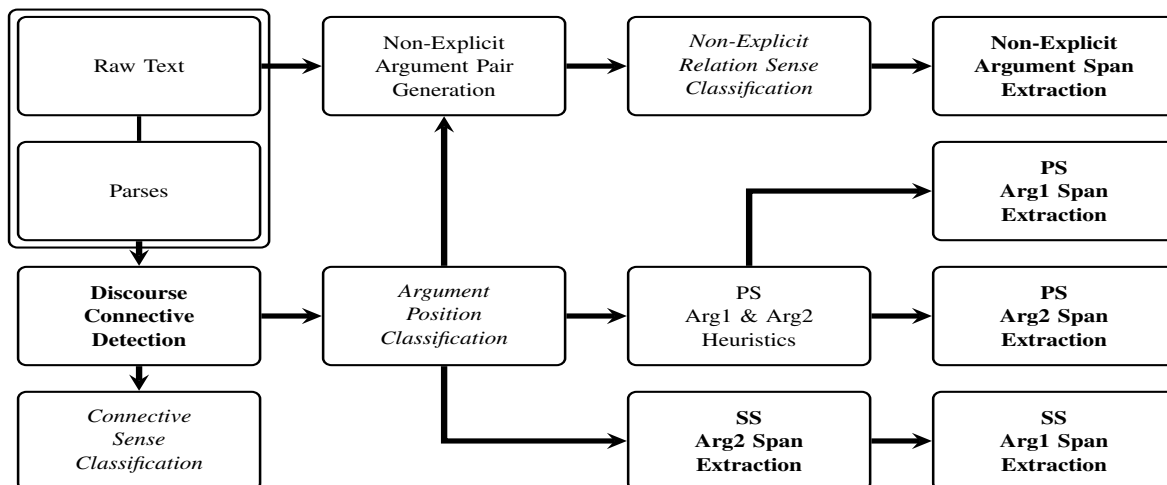 Raw Text
Non-Explicit
Argument Pair
Generation
Non-Explicit
Relation Sense
Classification
Non-Explicit
Argument Span
Extraction
Parses
PS
Arg1 Span
Extraction
Discourse
Connective
Detection
Argument
Position
Classification
PS
Arg1 & Arg2
Heuristics
PS
Arg2 Span
Extraction
Connective
Sense
Classification
SS
Arg2 Span
Extraction
SS
Arg1 Span
Extraction